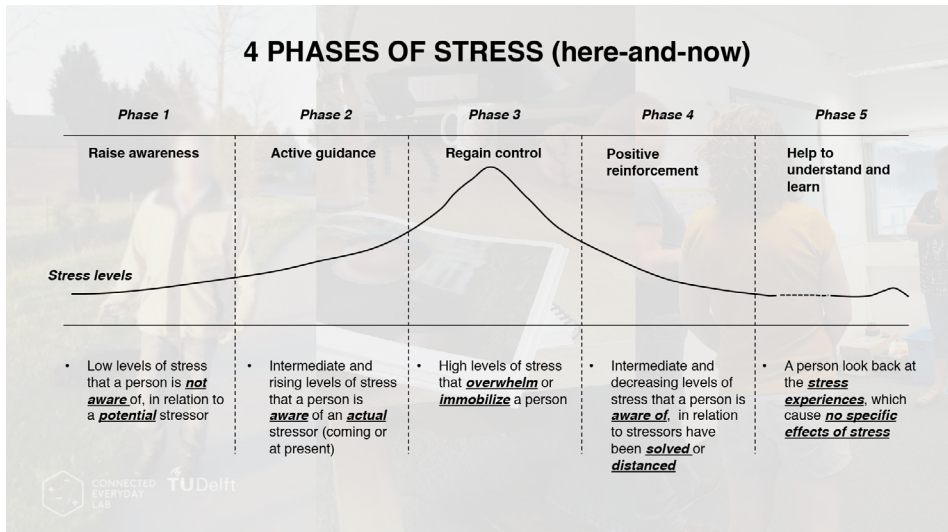 4 PHASES OF STRESS (here-and-now)
Phase 1
Phase 2
Phase 3
Phase 4
Phase 5
Raise awareness
Active guidance
Regain control
Positive
reinforcement
Help to
understand and
learn
Stress levels
• Low levels of stress
that a person is not
aware of, in relation to
a potential stressor
• Intermediate and
rising levels of stress
that a person is
aware of an actual
stressor (coming or
at present)
• High levels of stress
that overwhelm or
immobilize a person
• Intermediate and
decreasing levels of
stress that a person is
aware of, in relation
to stressors have
been solved or
distanced
• A person look back at
the stress
experiences, which
cause no specific
effects of stress
CONNECTED
EVERYDAY
LAB
TUDelft